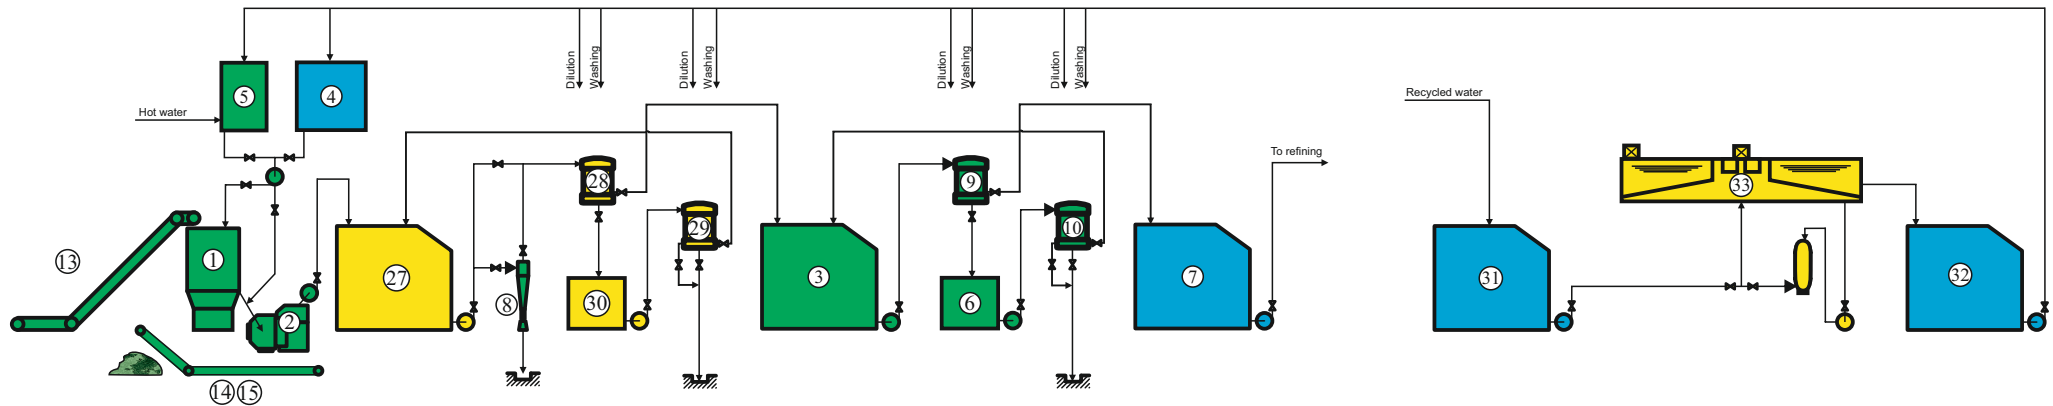 Dilution
Washing
Dilution
Washing
Dilution
Washing
Dilution
Washing
5
4
Hot water
Recycled water
To refining
28
9
33
29
10
13
1
27
3
7
31
32
8
30
6
2
14
15